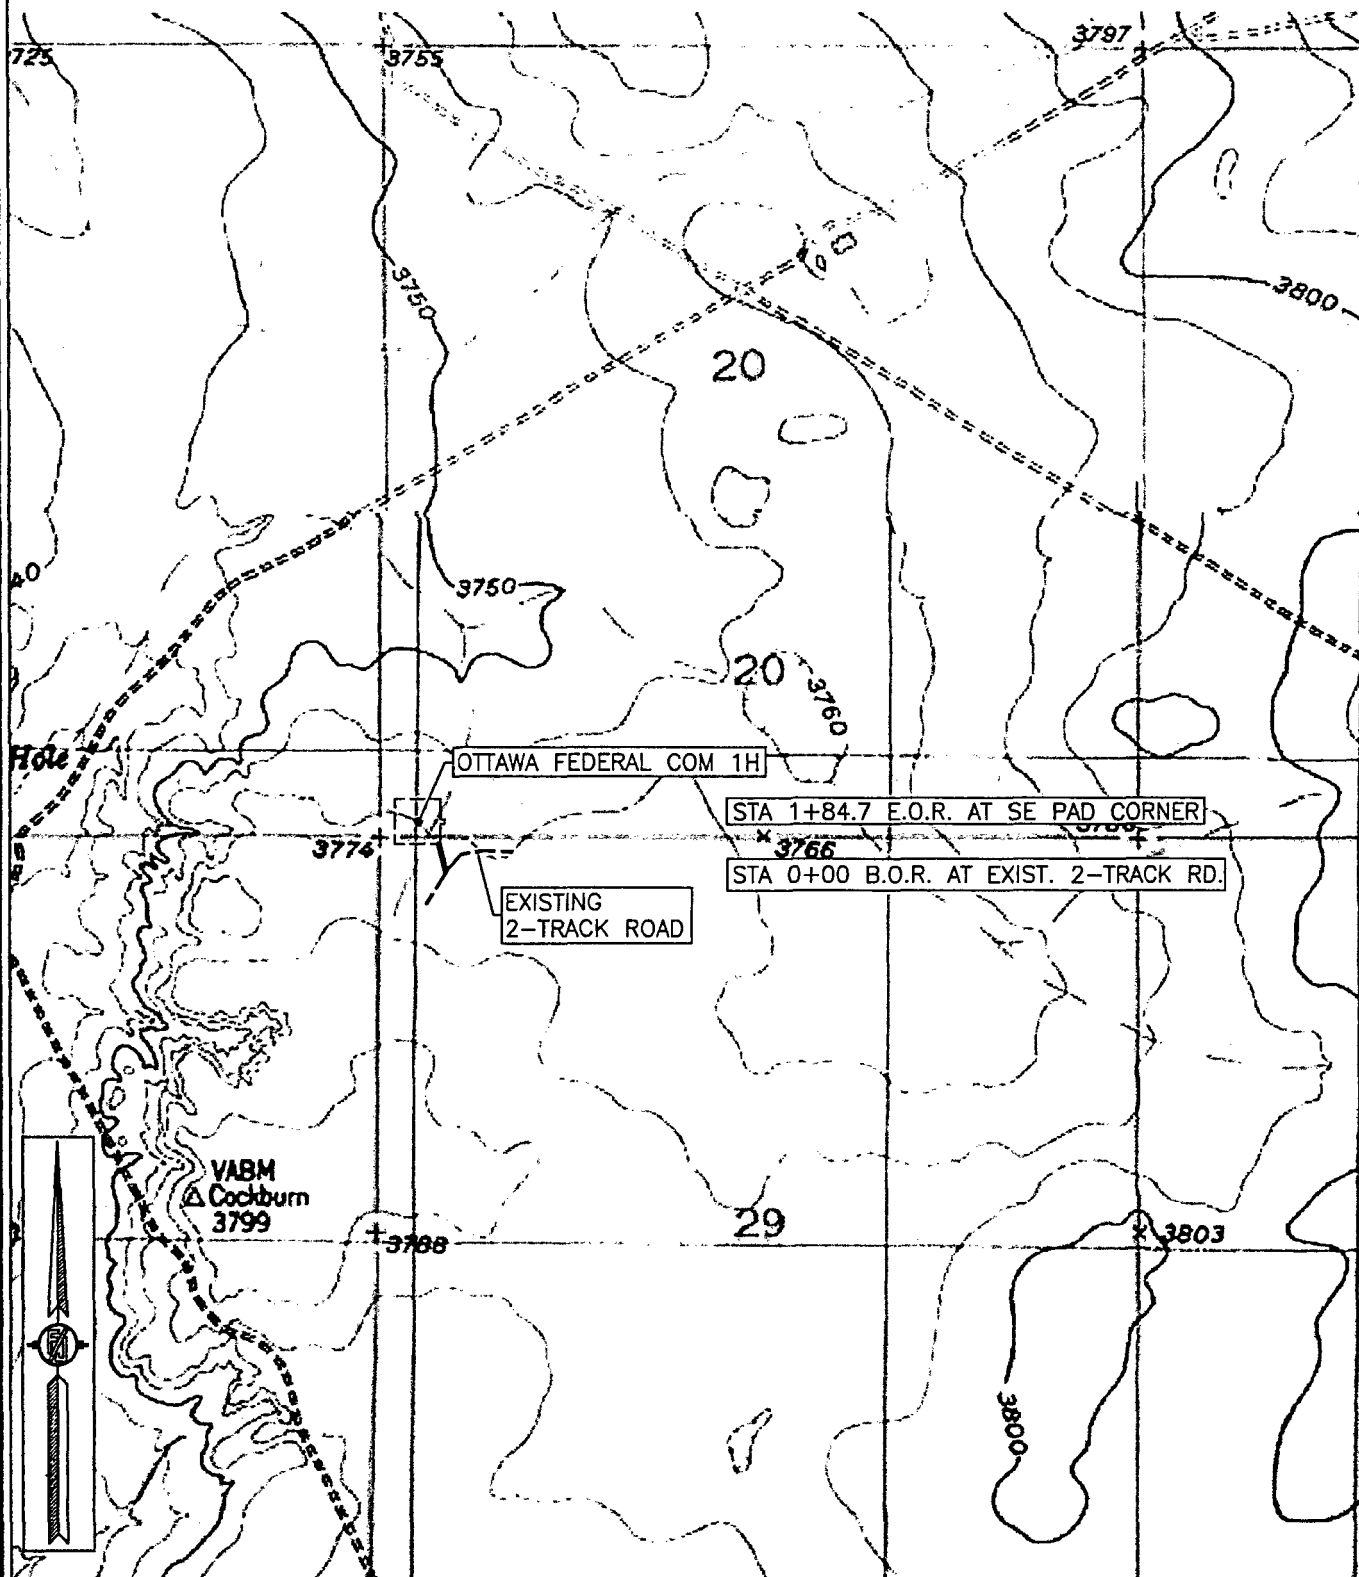 3725
3755
3797
3750
3800
20
40
3750
20
3760
Hole
OTTAWA FEDERAL COM 1H
STA 1+84.7 E.O.R. AT SE PAD CORNER
3774
3766
STA 0+00 B.O.R. AT EXIST. 2-TRACK RD.
EXISTING
2-TRACK ROAD
VABM
Cockburn
3799
29
3788
3803
3800